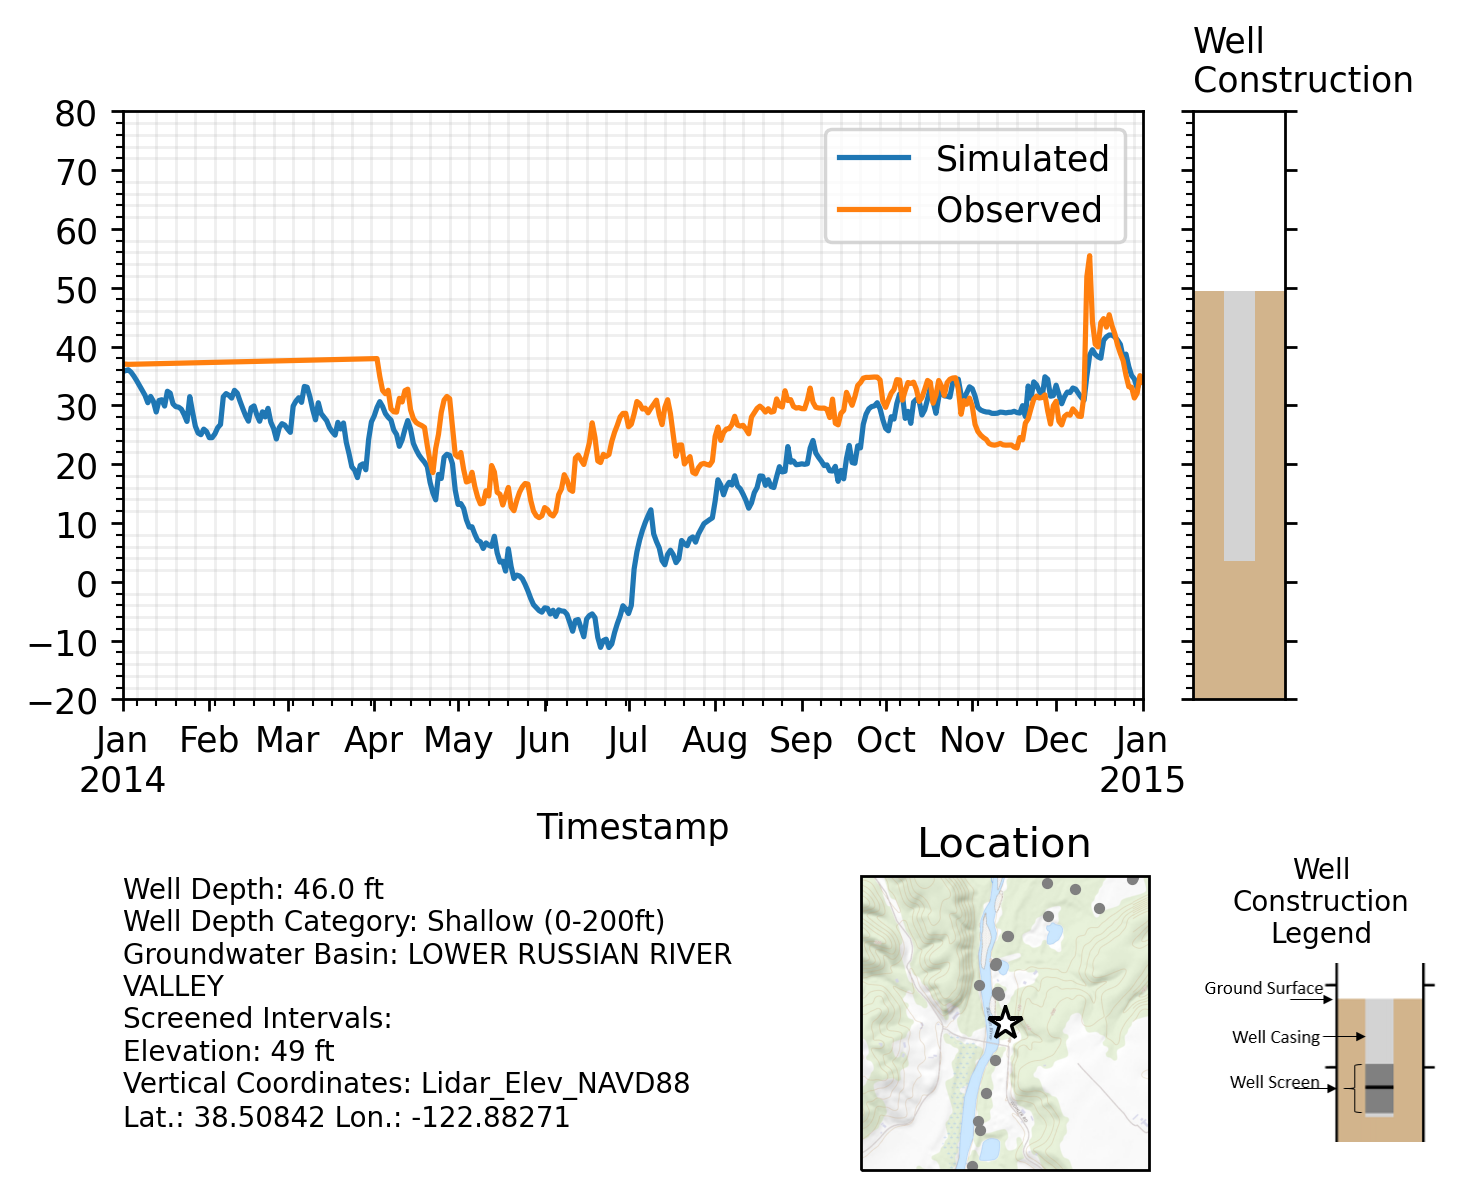 Well
Construction
80
70
60
50
40
30
20
10
0
−10
−20
Simulated
Observed
Jan Feb Mar Apr May Jun Jul Aug Sep Oct Nov Dec Jan
2014 2015
Timestamp
Well Depth: 46.0 ft
Well Depth Category: Shallow (0-200ft)
Groundwater Basin: LOWER RUSSIAN RIVER
VALLEY
Screened Intervals:
Elevation: 49 ft
Vertical Coordinates: Lidar_Elev_NAVD88
Lat.: 38.50842 Lon.: -122.88271
Location
Well
Construction
Legend
Ground Surface
Well Casing
Well Screen